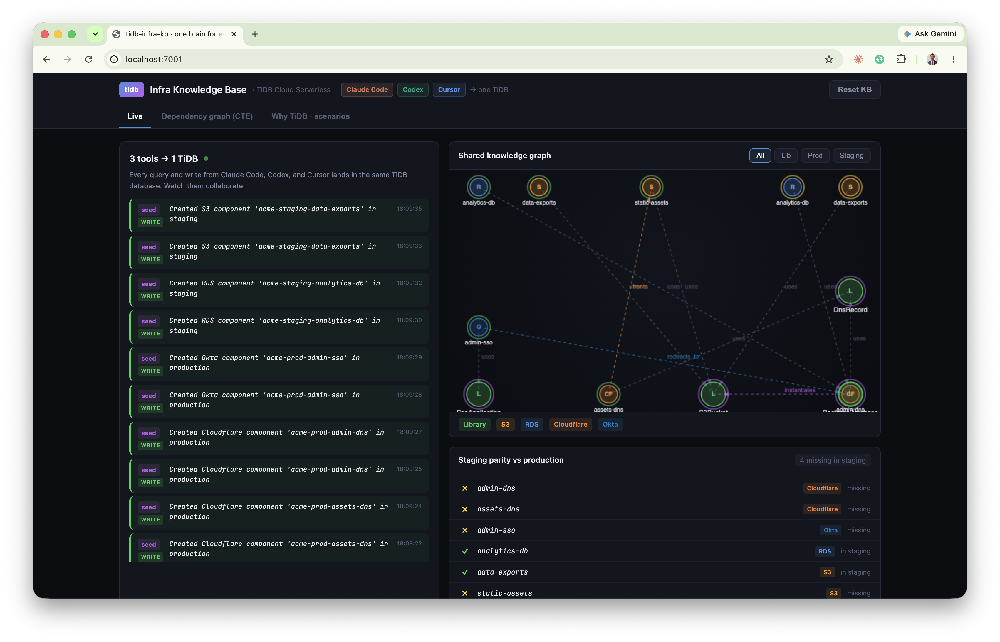 tidb-infra-kb · one brain for e
Ask Gemini
localhost:7001
tidb Infra Knowledge Base · TiDB Cloud Serverless Claude Code Codex Cursor → one TiDB Reset KB
Live Dependency graph (CTE) Why TiDB · scenarios
3 tools → 1 TiDB
Every query and write from Claude Code, Codex, and Cursor lands in the same TiDB
database. Watch them collaborate.
seed Created S3 component 'acme-staging-data-exports' in 18:09:35
WRITE staging
seed Created S3 component 'acme-staging-data-exports' in 18:09:33
WRITE staging
seed Created RDS component 'acme-staging-analytics-db' in 18:09:32
WRITE staging
seed Created RDS component 'acme-staging-analytics-db' in 18:09:30
WRITE staging
seed Created Okta component 'acme-prod-admin-sso' in 18:09:29
WRITE production
seed Created Okta component 'acme-prod-admin-sso' in 18:09:28
WRITE production
seed Created Cloudflare component 'acme-prod-admin-dns' in 18:09:27
WRITE production
seed Created Cloudflare component 'acme-prod-admin-dns' in 18:09:25
WRITE production
seed Created Cloudflare component 'acme-prod-assets-dns' in 18:09:24
WRITE production
seed Created Cloudflare component 'acme-prod-assets-dns' in 18:09:22
WRITE production
Shared knowledge graph All Lib Prod Staging
R S S R S
analytics-db data-exports static-assets analytics-db data-exports
fronts uses uses uses uses
L
DnsRecord
O
admin-sso
uses uses
uses redirects_to
instantiates
L CF L CF
assets-dns admin-dns
Library S3 RDS Cloudflare Okta
Staging parity vs production 4 missing in staging
admin-dns Cloudflare missing
assets-dns Cloudflare missing
admin-sso Okta missing
analytics-db RDS in staging
data-exports S3 in staging
static-assets S3 missing